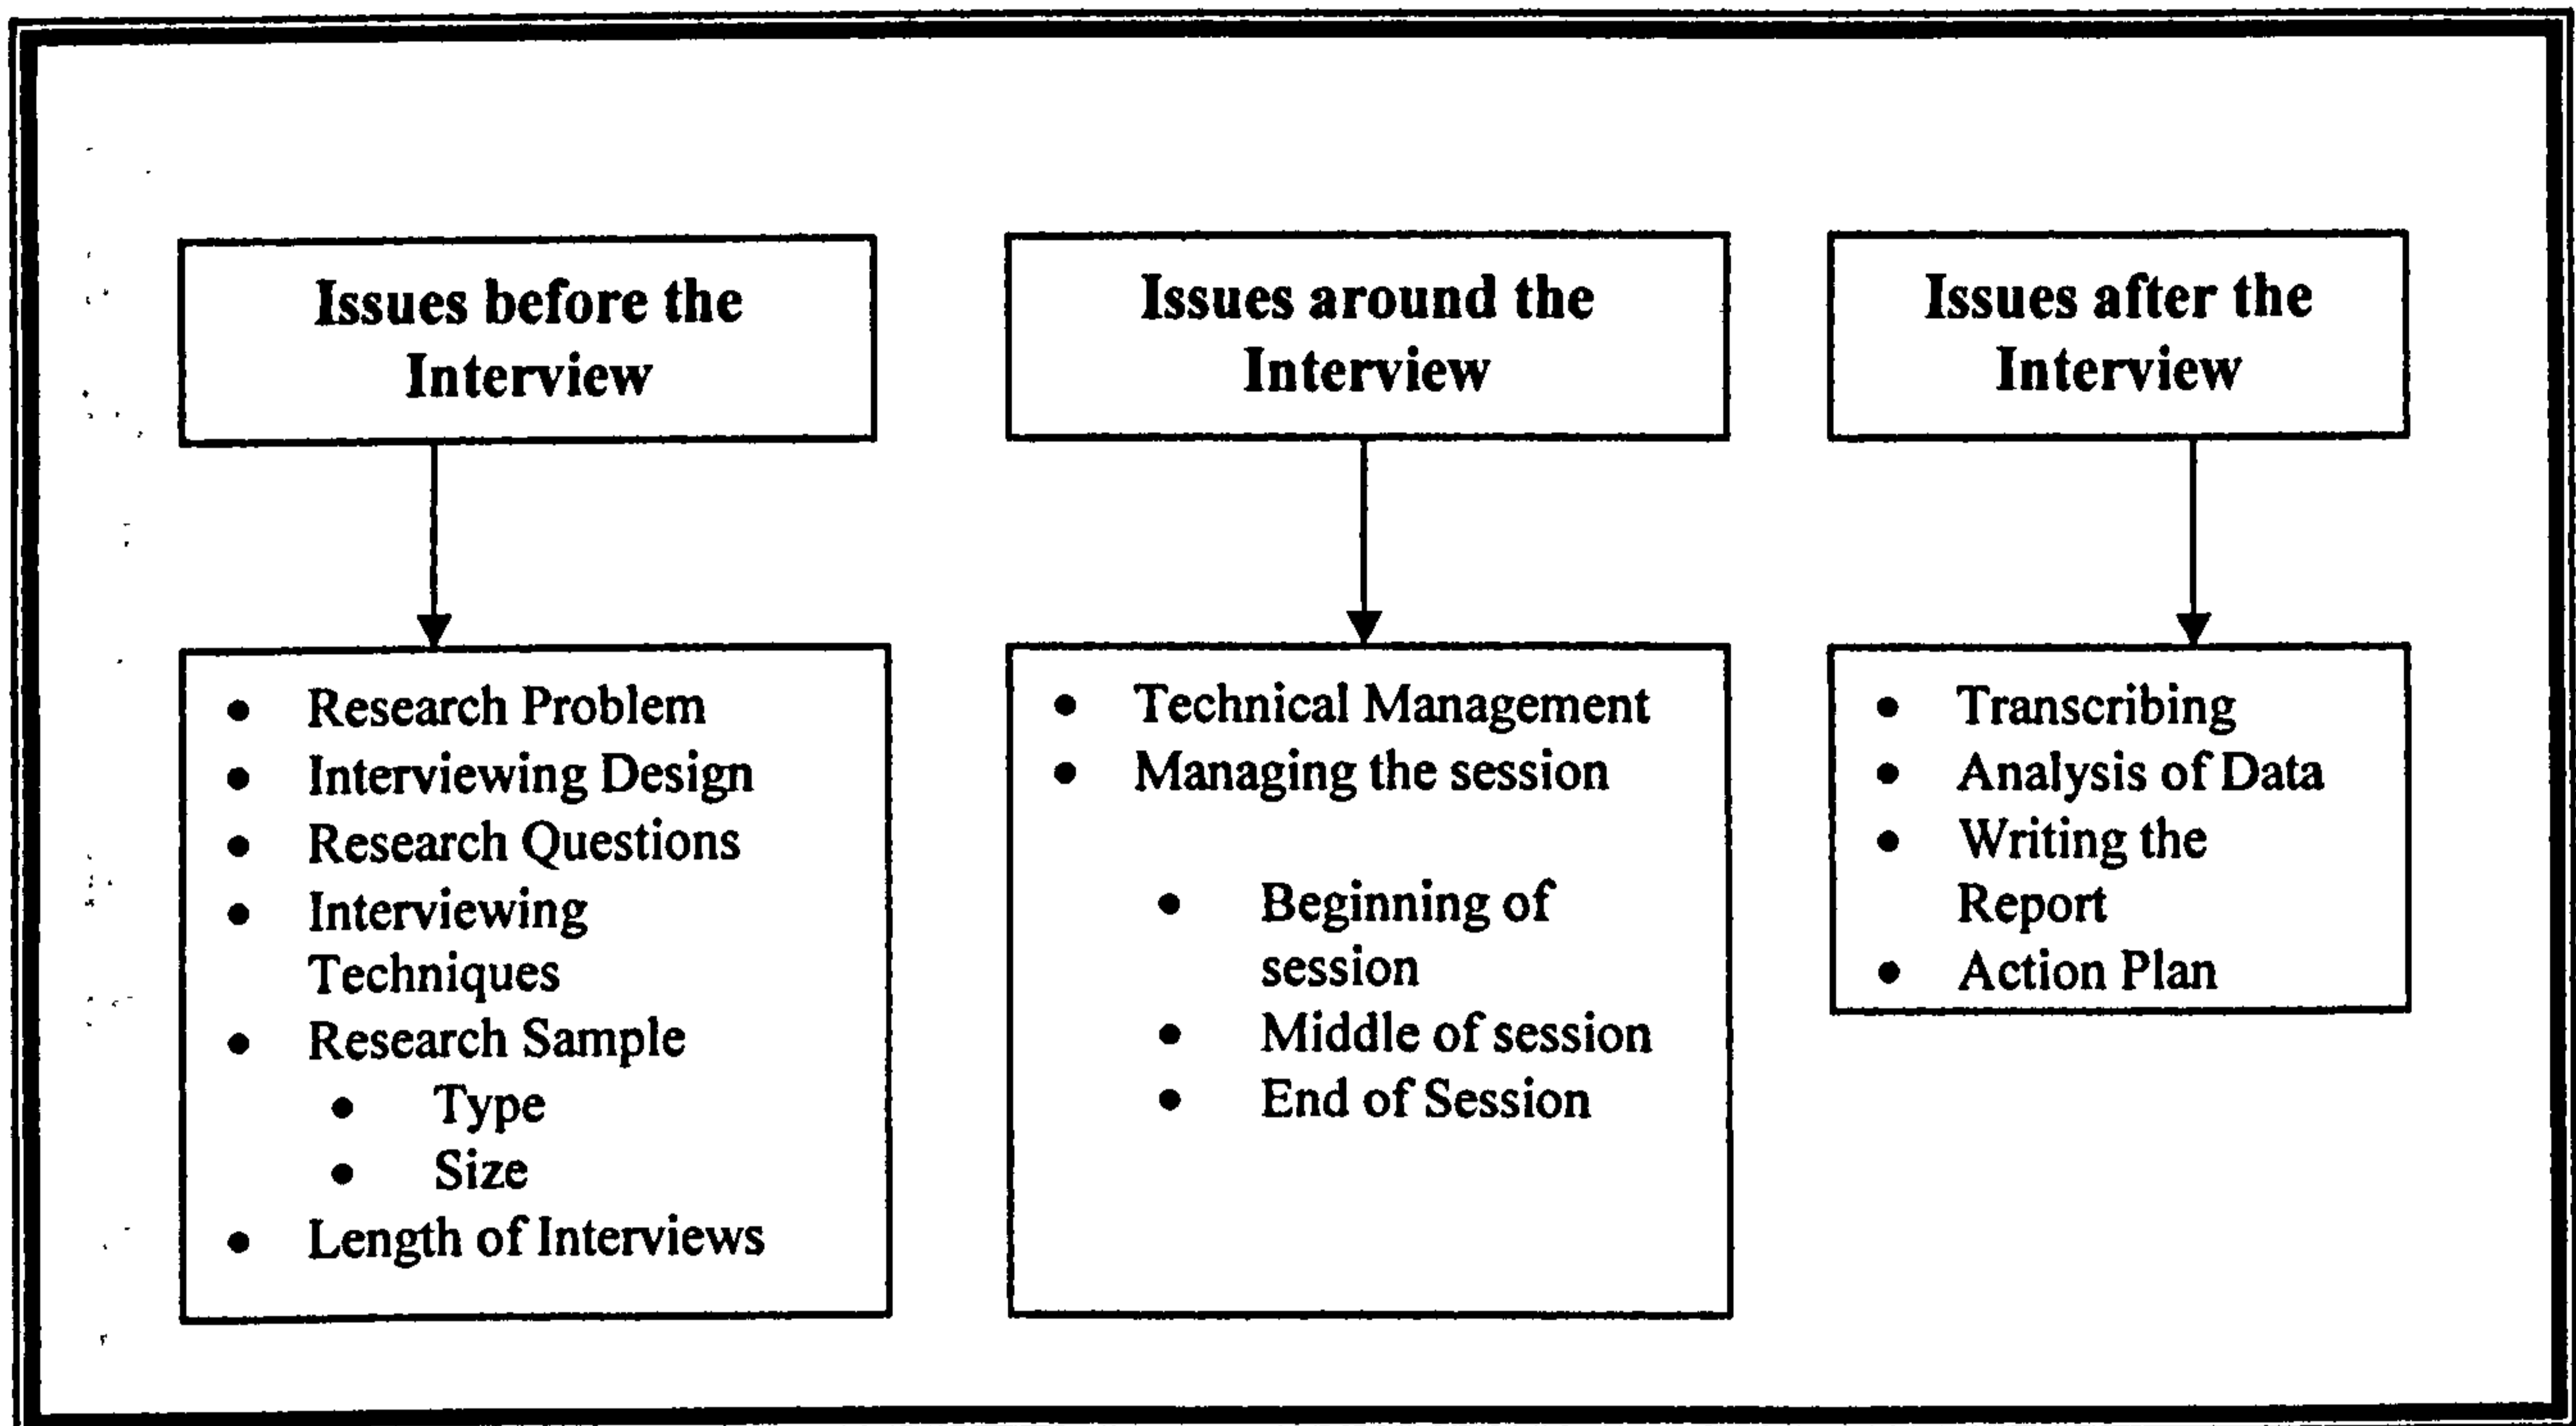 Issues before the
Interview
Issues around the
Interview
Issues after the
Interview
• Research Problem
• Interviewing Design
• Research Questions
• Interviewing
Techniques
• Research Sample
• Type
• Size
• Length of Interviews
• Technical Management
• Managing the session
• Beginning of
session
• Middle of session
• End of Session
• Transcribing
• Analysis of Data
• Writing the
Report
• Action Plan